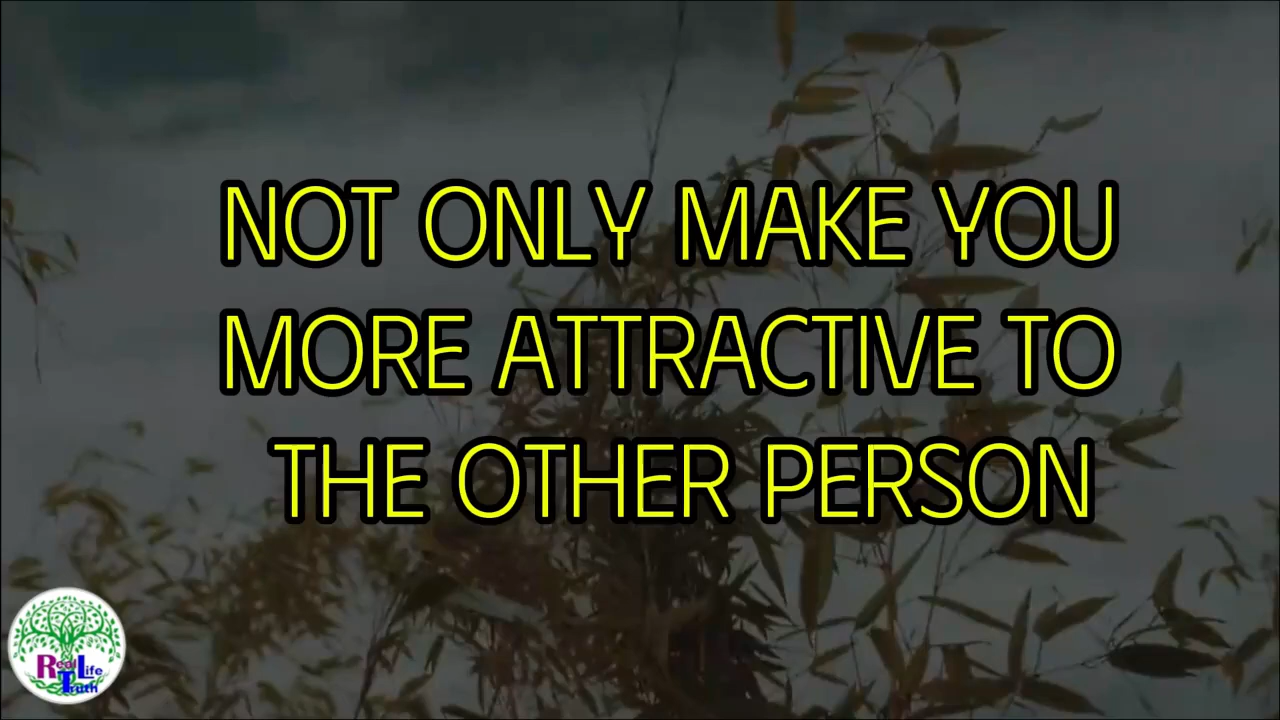 NOT ONLY MAKE YOU
MORE ATTRACTIVE TO
THE OTHER PERSON
Real Life
Truth